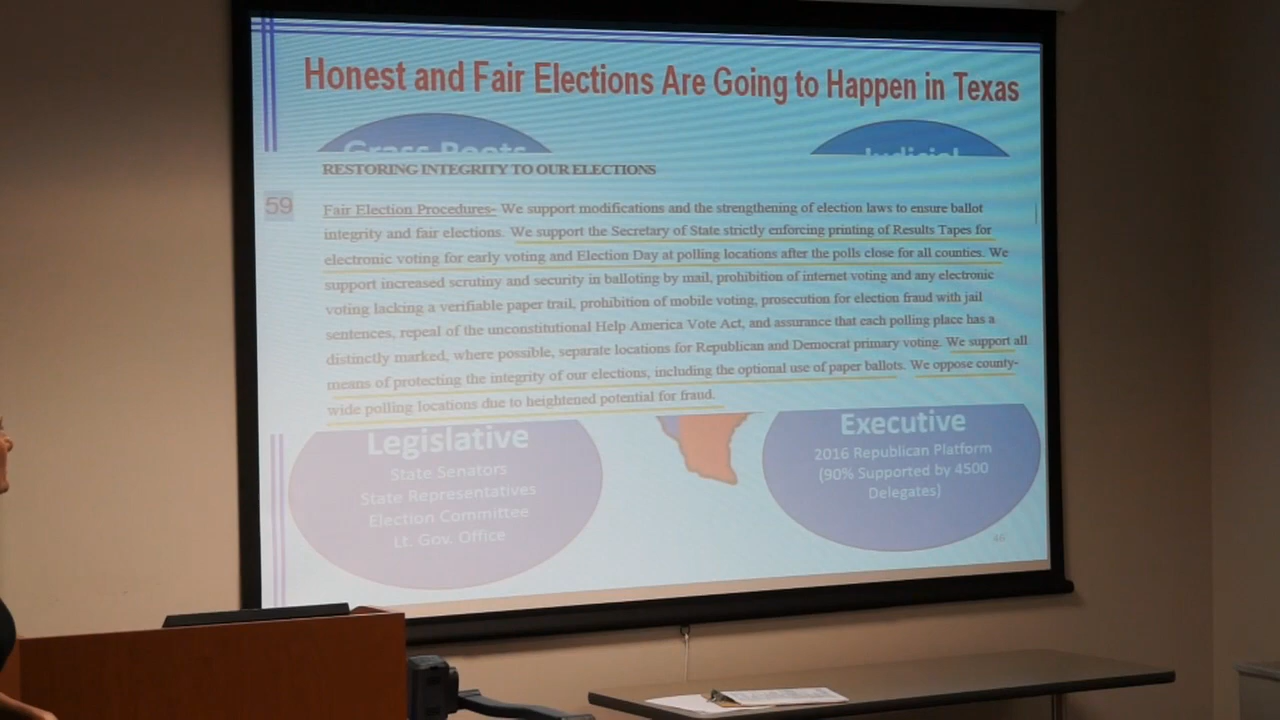 Honest and Fair Elections Are Going to Happen in Texas
Grass Roots
Judicial
RESTORING INTEGRITY TO OUR ELECTIONS
59
Fair Election Procedures- We support modifications and the strengthening of election laws to ensure ballot
integrity and fair elections. We support the Secretary of State strictly enforcing printing of Results Tapes for
electronic voting for early voting and Election Day at polling locations after the polls close for all counties. We
support increased scrutiny and security in balloting by mail, prohibition of internet voting and any electronic
voting lacking a verifiable paper trail, prohibition of mobile voting, prosecution for election fraud with jail
sentences, repeal of the unconstitutional Help America Vote Act, and assurance that each polling place has a
distinctly marked, where possible, separate locations for Republican and Democrat primary voting. We support all
means of protecting the integrity of our elections, including the optional use of paper ballots. We oppose county-
wide polling locations due to heightened potential for fraud.
Legislative
State Senators
State Representatives
Election Committee
Lt. Gov. Office
Executive
2016 Republican Platform
(90% Supported by 4500
Delegates)
46